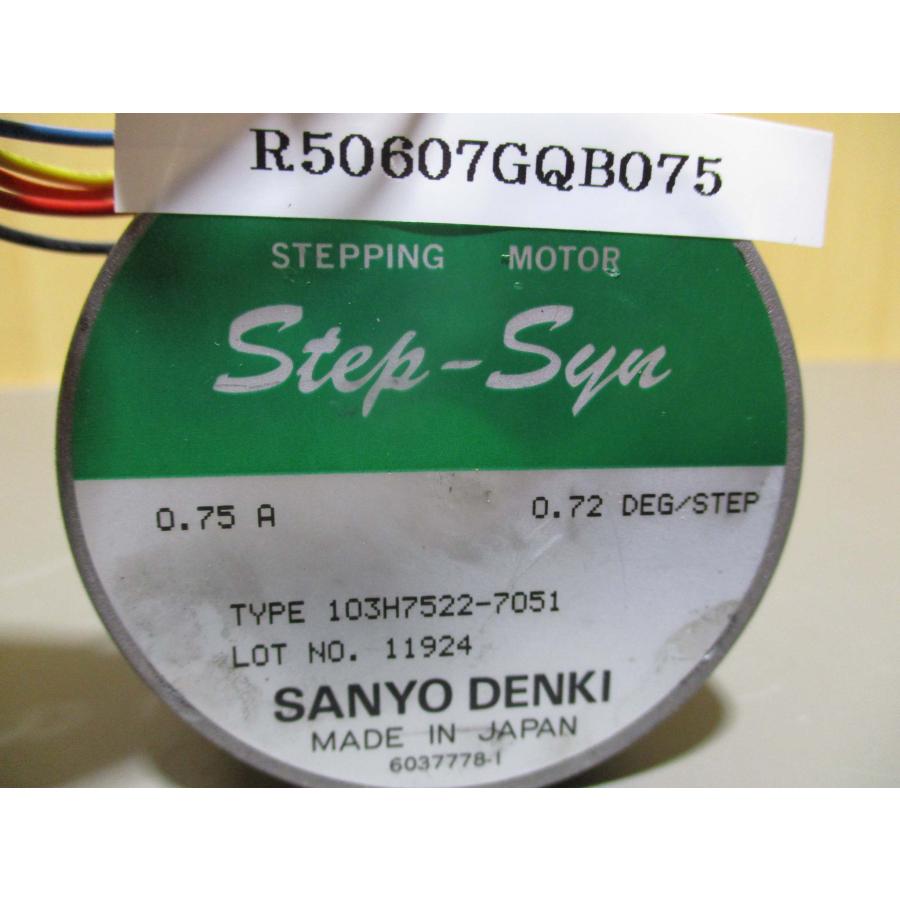 R50607GQB075
STEPPING MOTOR
Step-Syn
0.75 A 0.72 DEG/STEP
TYPE 103H7522-7051
LOT NO. 11924
SANYO DENKI
MADE IN JAPAN
6037778-1